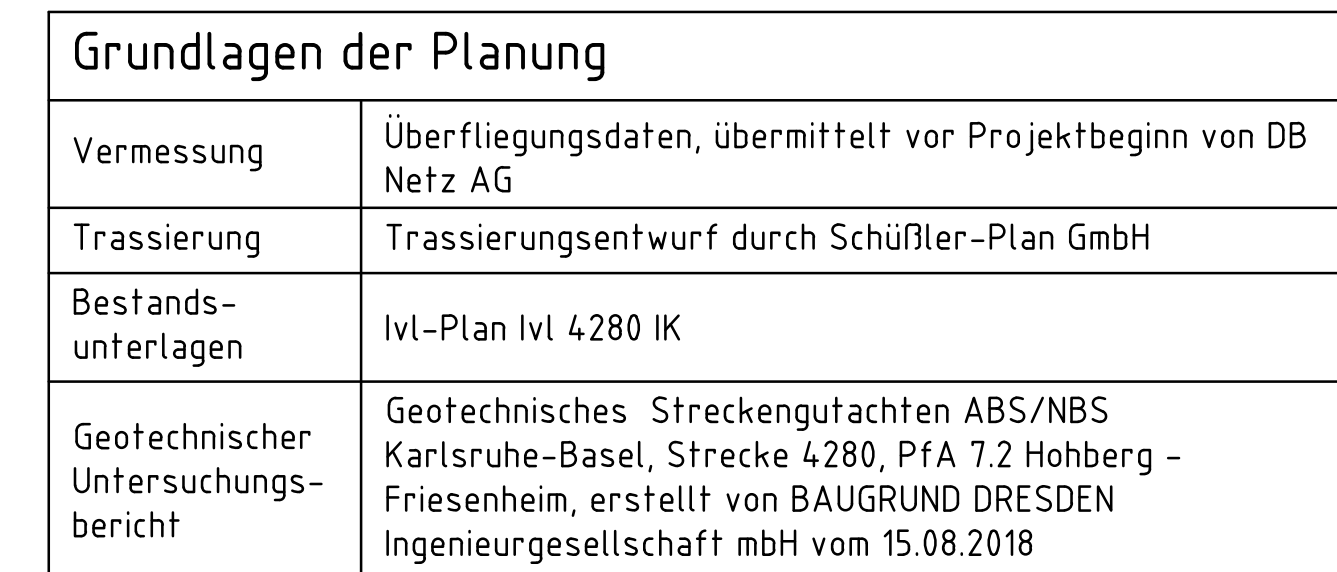 Grundlagen der Planung
Vermessung
Überfliegungsdaten, übermittelt vor Projektbeginn von DB
Netz AG
Trassierung
Trassierungsentwurf durch Schüßler-Plan GmbH
Bestands-
unterlagen
Ivl-Plan Ivl 4280 IK
Geotechnischer
Untersuchungs-
bericht
Geotechnisches Streckengutachten ABS/NBS
Karlsruhe-Basel, Strecke 4280, PfA 7.2 Hohberg -
Friesenheim, erstellt von BAUGRUND DRESDEN
Ingenieurgesellschaft mbH vom 15.08.2018